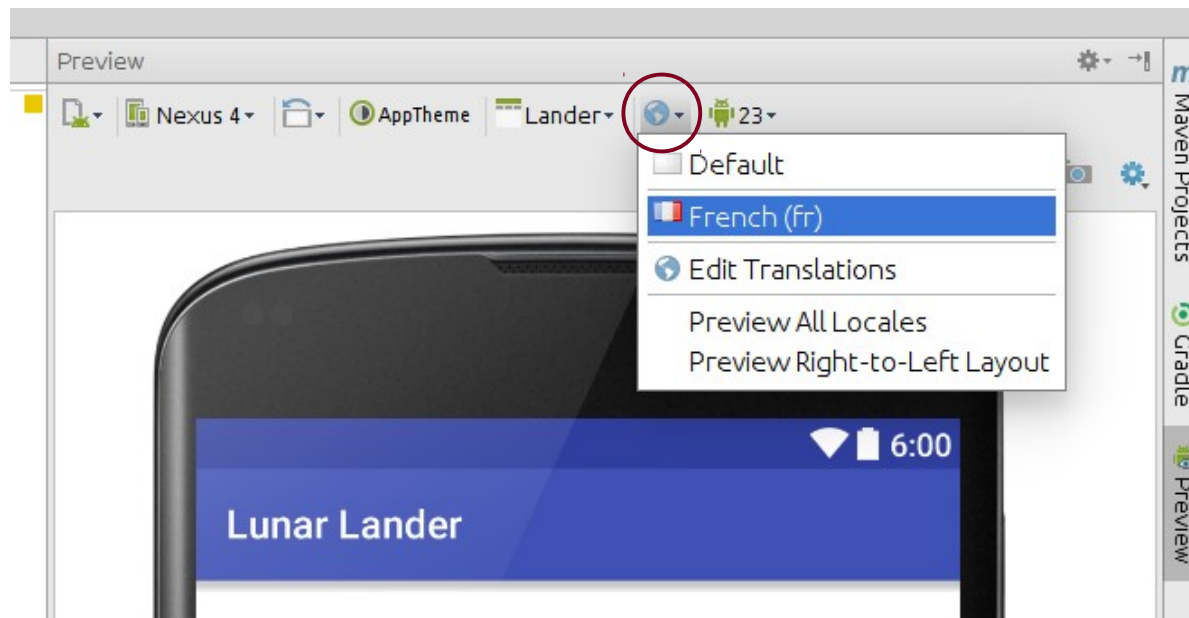 Preview
Nexus 4 AppTheme Lander 23
Default
French (fr)
Edit Translations
Preview All Locales
Preview Right-to-Left Layout
6:00
Lunar Lander
m Maven Projects
Gradle
Preview